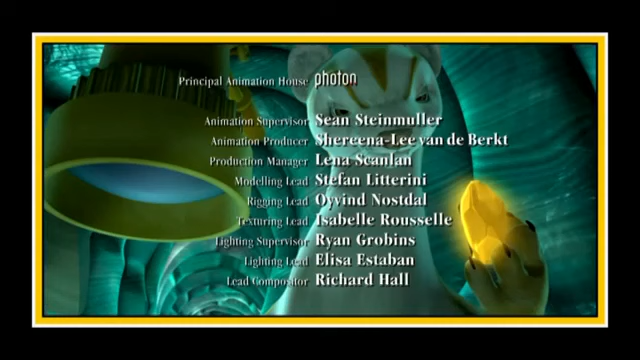 Principal Animation House photon
Animation Supervisor Sean Steinmuller
Animation Producer Shereena-Lee van de Berkt
Production Manager Lena Scanlan
Modelling Lead Stefan Litterini
Rigging Lead Oyvind Nostdal
Texturing Lead Isabelle Rousselle
Lighting Supervisor Ryan Grobins
Lighting Lead Elisa Estaban
Lead Compositor Richard Hall